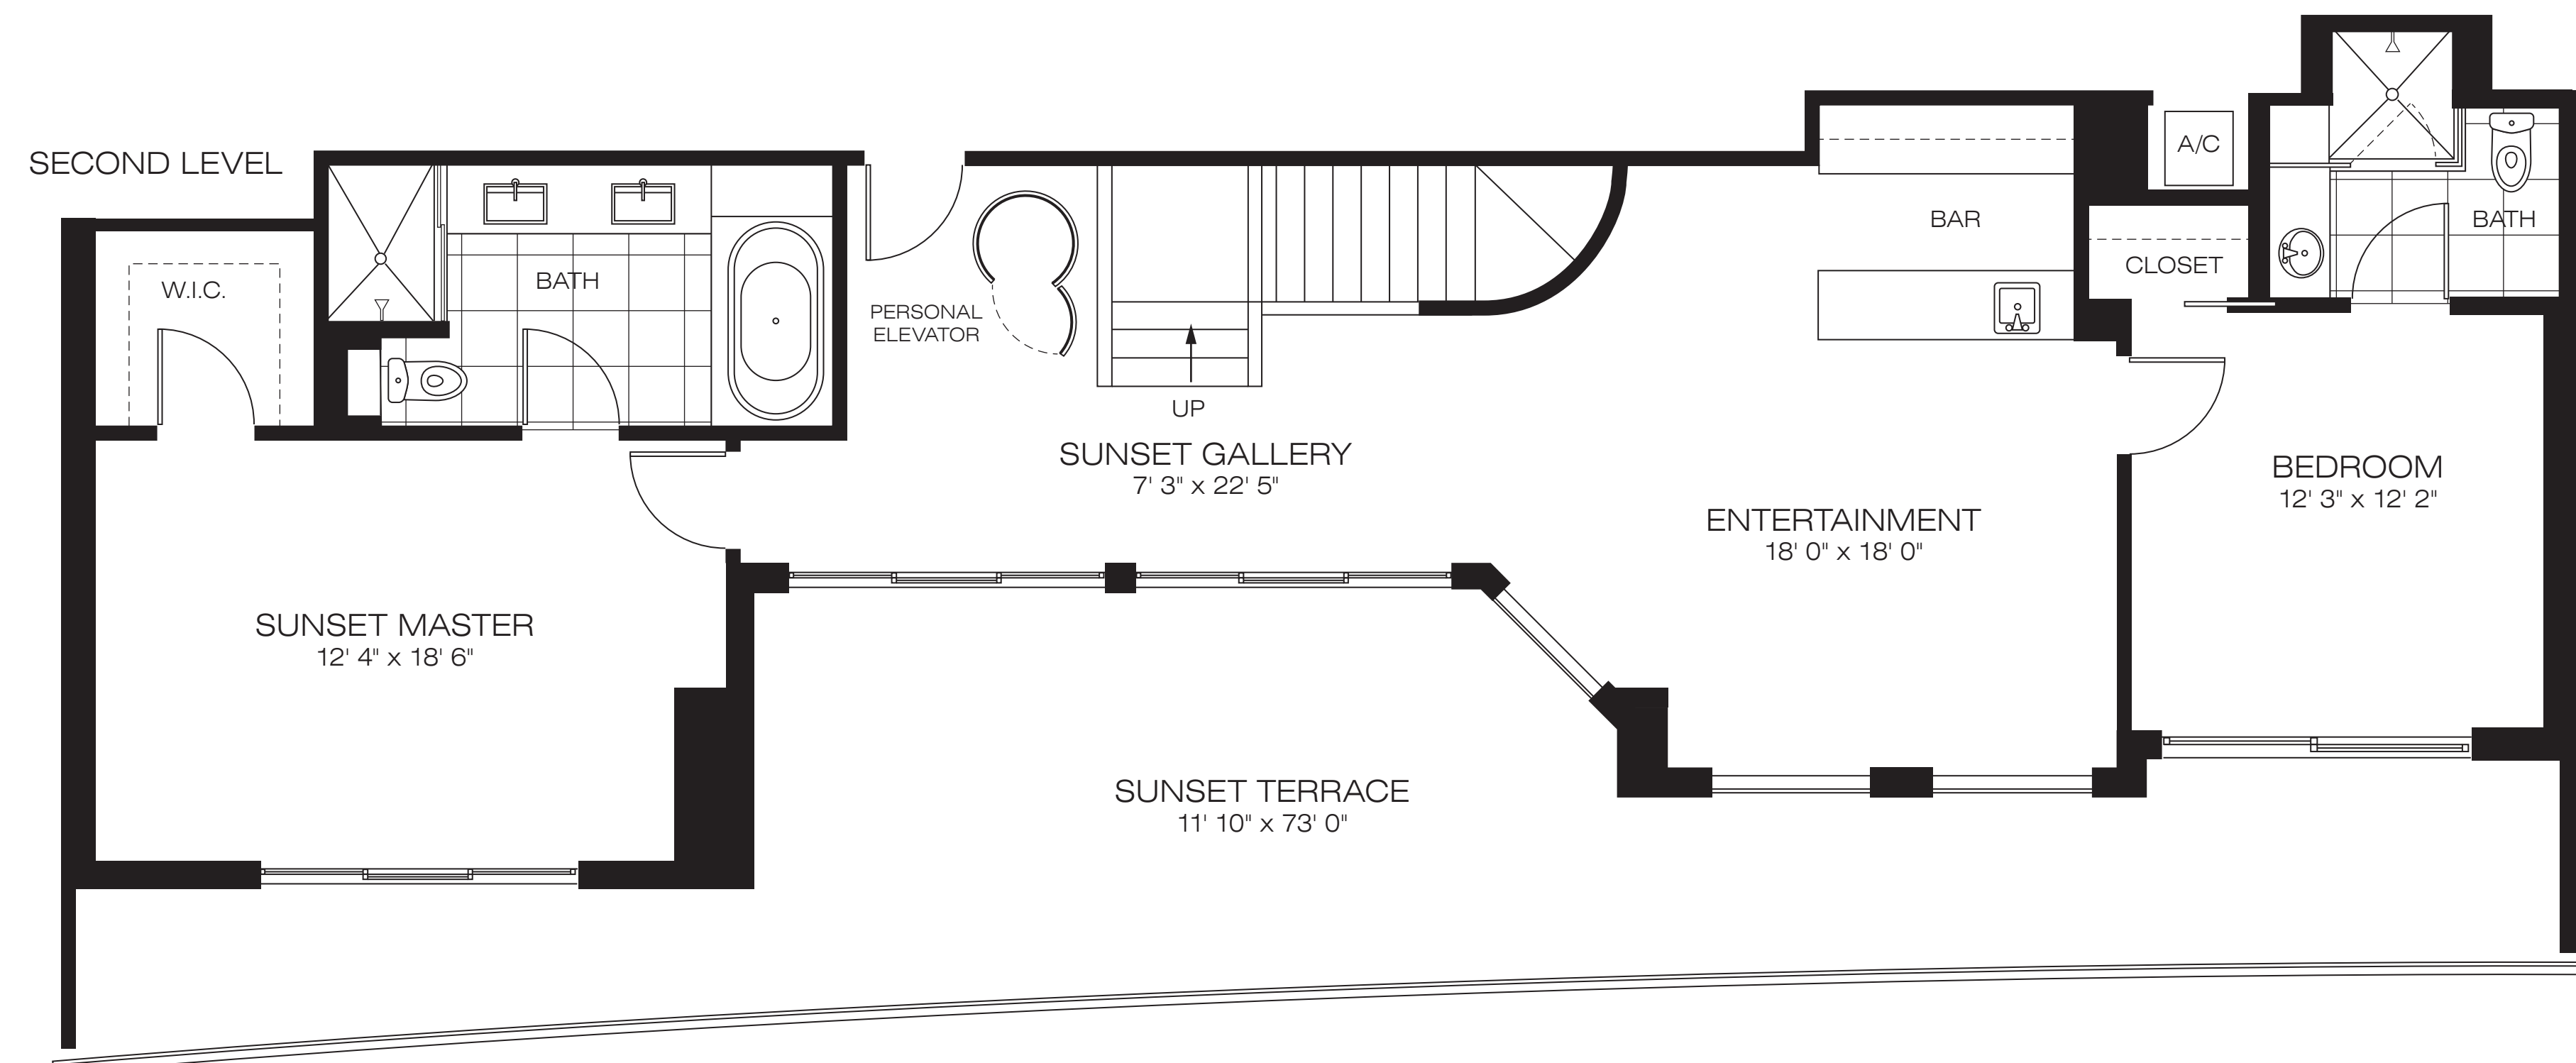 SECOND LEVEL
A/C
BAR
BATH
W.I.C.
BATH
CLOSET
PERSONAL
ELEVATOR
UP
SUNSET GALLERY
7' 3" x 22' 5"
BEDROOM
12' 3" x 12' 2"
ENTERTAINMENT
18' 0" x 18' 0"
SUNSET MASTER
12' 4" x 18' 6"
SUNSET TERRACE
11' 10" x 73' 0"